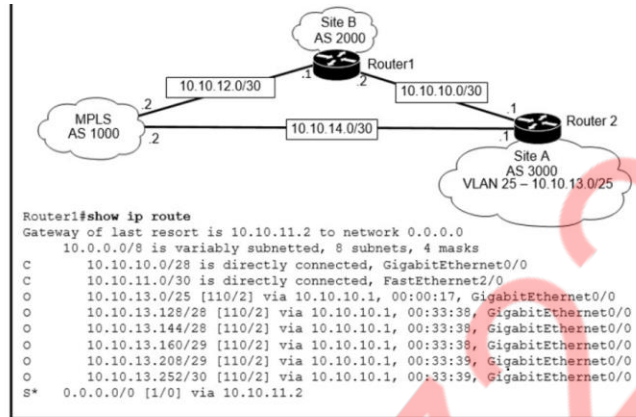 Site B
AS 2000
Router1
10.10.12.0/30
.1
.2
10.10.10.0/30
.2
MPLS
AS 1000
.2
10.10.14.0/30
.1
.1
Router 2
Site A
AS 3000
VLAN 25 – 10.10.13.0/25
Router1#show ip route
Gateway of last resort is 10.10.11.2 to network 0.0.0.0
10.0.0.0/8 is variably subnetted, 8 subnets, 4 masks
C 10.10.10.0/28 is directly connected, GigabitEthernet0/0
C 10.10.11.0/30 is directly connected, FastEthernet2/0
O 10.10.13.0/25 [110/2] via 10.10.10.1, 00:00:17, GigabitEthernet0/0
O 10.10.13.128/28 [110/2] via 10.10.10.1, 00:33:38, GigabitEthernet0/0
O 10.10.13.144/28 [110/2] via 10.10.10.1, 00:33:38, GigabitEthernet0/0
O 10.10.13.160/29 [110/2] via 10.10.10.1, 00:33:38, GigabitEthernet0/0
O 10.10.13.208/29 [110/2] via 10.10.10.1, 00:33:39, GigabitEthernet0/0
O 10.10.13.252/30 [110/2] via 10.10.10.1, 00:33:39, GigabitEthernet0/0
S* 0.0.0.0/0 [1/0] via 10.10.11.2